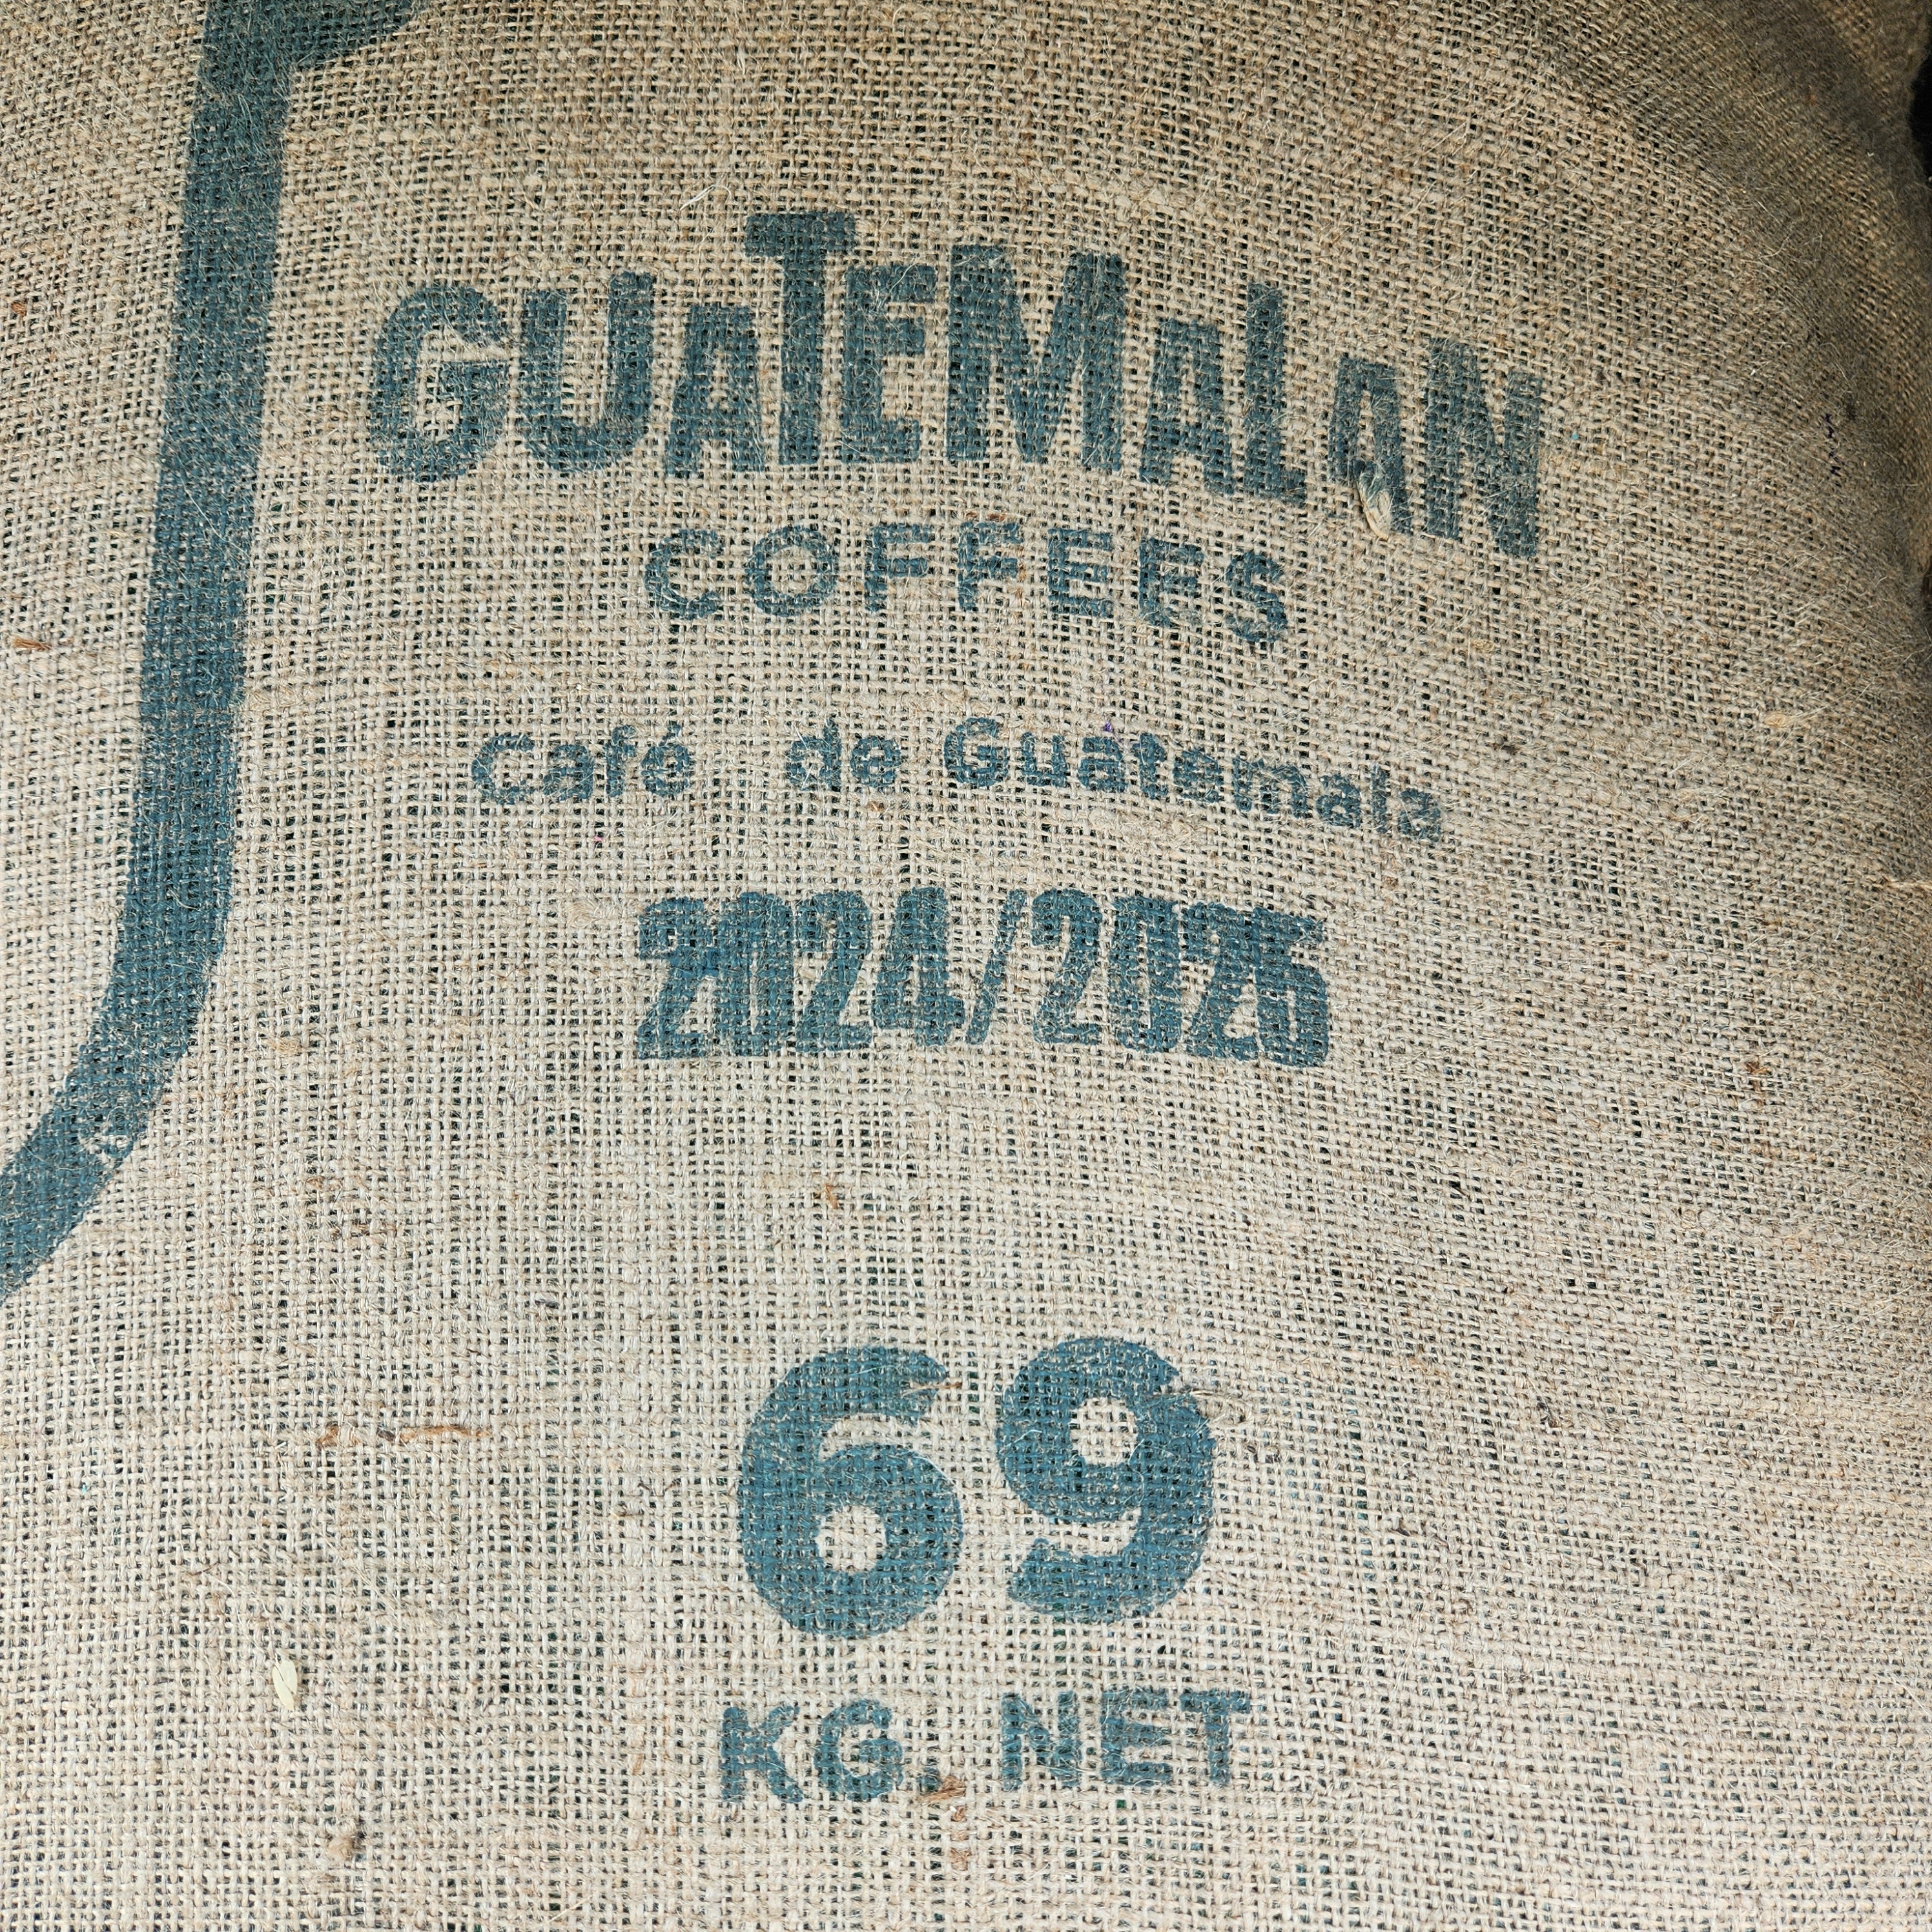 GUATEMALAN
COFFEES
Café de Guatemala
2024/2025
69
KG. NET